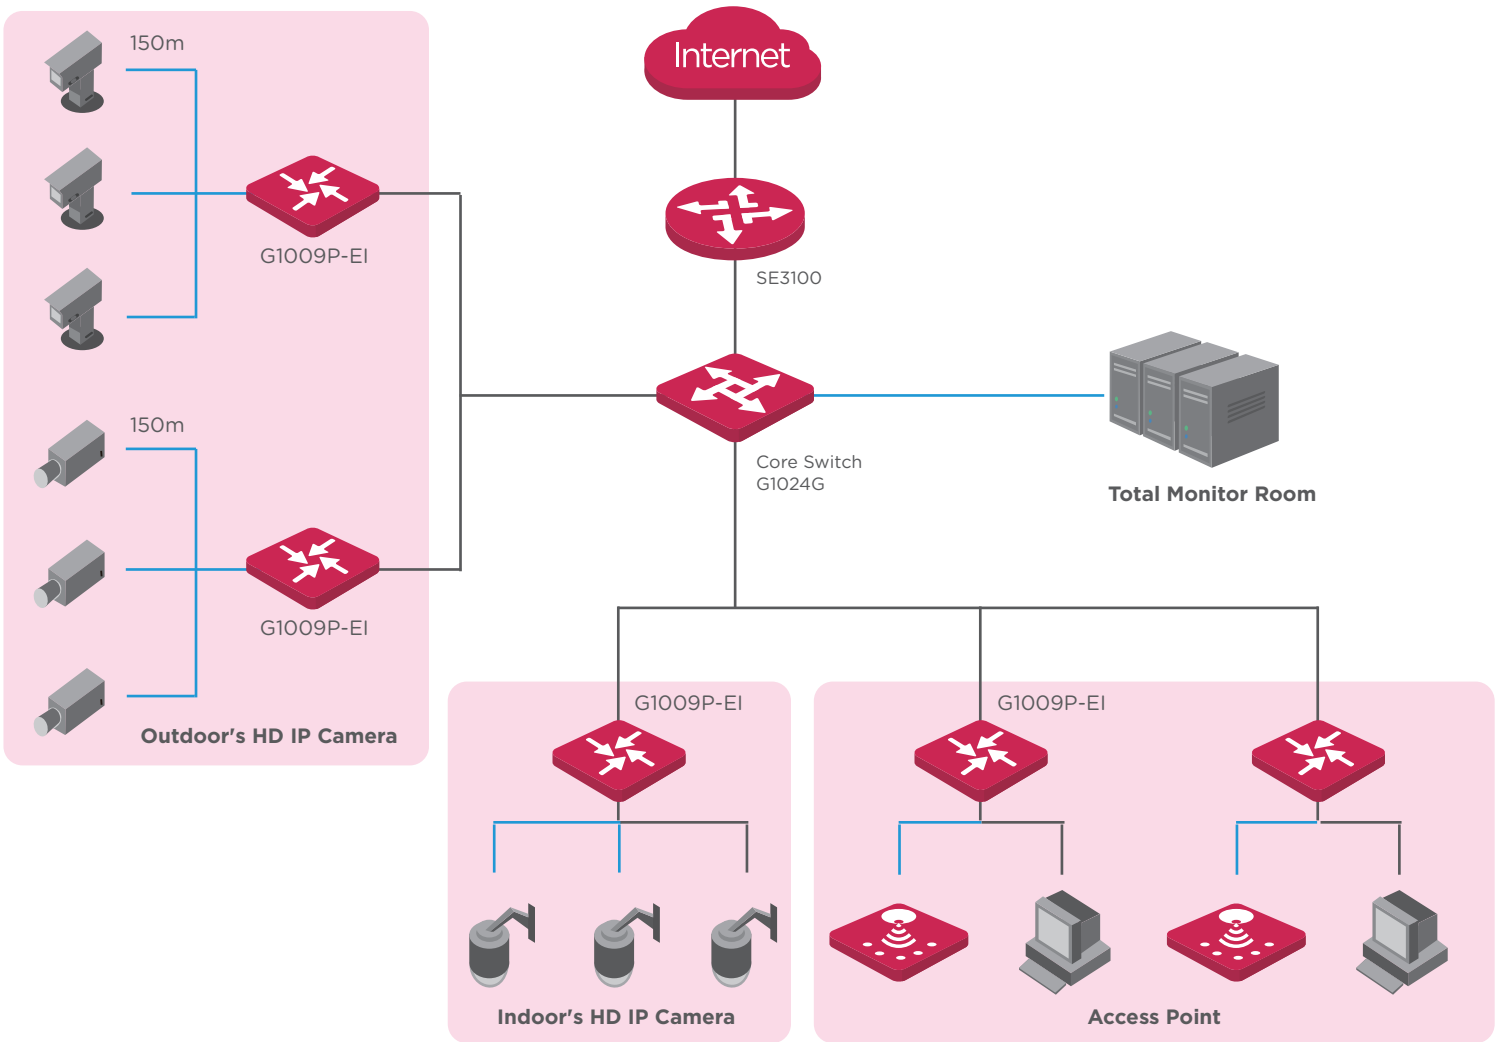 150m
Internet
G1009P-EI
SE3100
150m
Core Switch
G1024G
Total Monitor Room
G1009P-EI
Outdoor's HD IP Camera
G1009P-EI
G1009P-EI
Indoor's HD IP Camera
Access Point